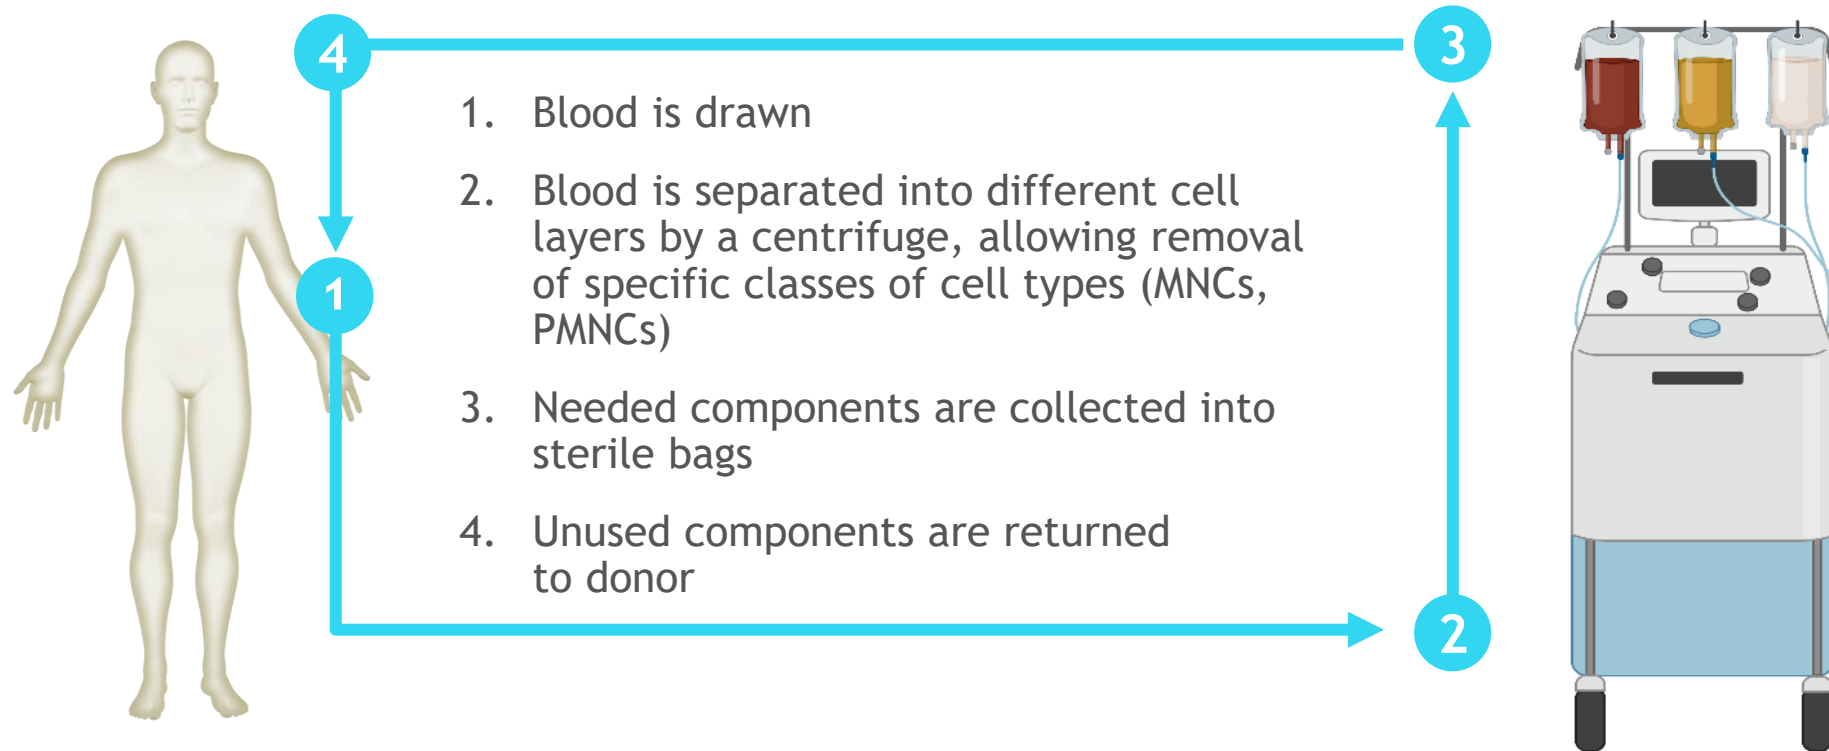 4
3
1. Blood is drawn
2. Blood is separated into different cell
layers by a centrifuge, allowing removal
of specific classes of cell types (MNCs,
PMNCs)
1
3. Needed components are collected into
sterile bags
4. Unused components are returned
to donor
2